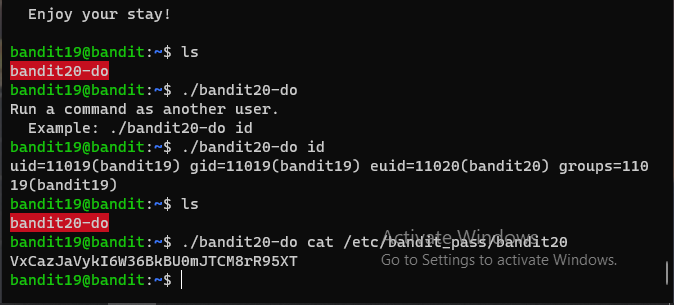 Enjoy your stay!
bandit19@bandit:~$ ls
bandit20-do
bandit19@bandit:~$ ./bandit20-do
Run a command as another user.
Example: ./bandit20-do id
bandit19@bandit:~$ ./bandit20-do id
uid=11019(bandit19) gid=11019(bandit19) euid=11020(bandit20) groups=110
19(bandit19)
bandit19@bandit:~$ ls
bandit20-do
bandit19@bandit:~$ ./bandit20-do cat /etc/bandit_pass/bandit20
VxCazJaVykI6W36BkBU0mJTCM8rR95XT
bandit19@bandit:~$
Activate Windows
Go to Settings to activate Windows.